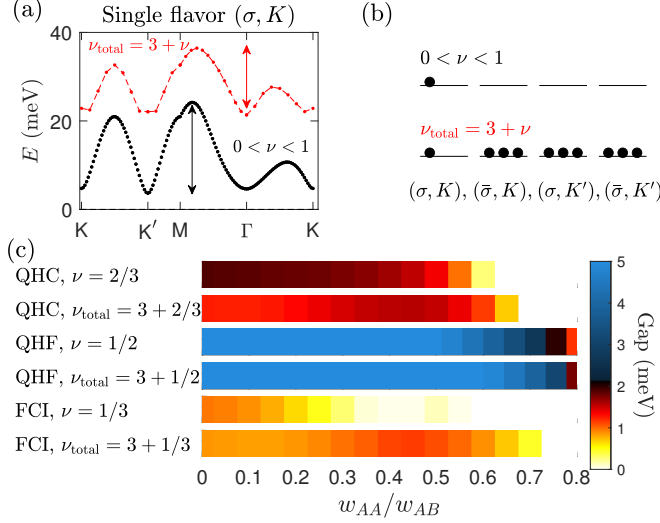 (a)
Single flavor (σ, K)
40
20
0
E (meV)
ν_total = 3 + ν
0 < ν < 1
K
K′
M
Γ
K
(b)
0 < ν < 1
ν_total = 3 + ν
(σ, K), (σ̅, K), (σ, K′), (σ̅, K′)
(c)
QHC, ν = 2/3
QHC, ν_total = 3 + 2/3
QHF, ν = 1/2
QHF, ν_total = 3 + 1/2
FCI, ν = 1/3
FCI, ν_total = 3 + 1/3
0
0.1
0.2
0.3
0.4
0.5
0.6
0.7
0.8
w_AA/w_AB
5
4
3
2
1
0
Gap (meV)